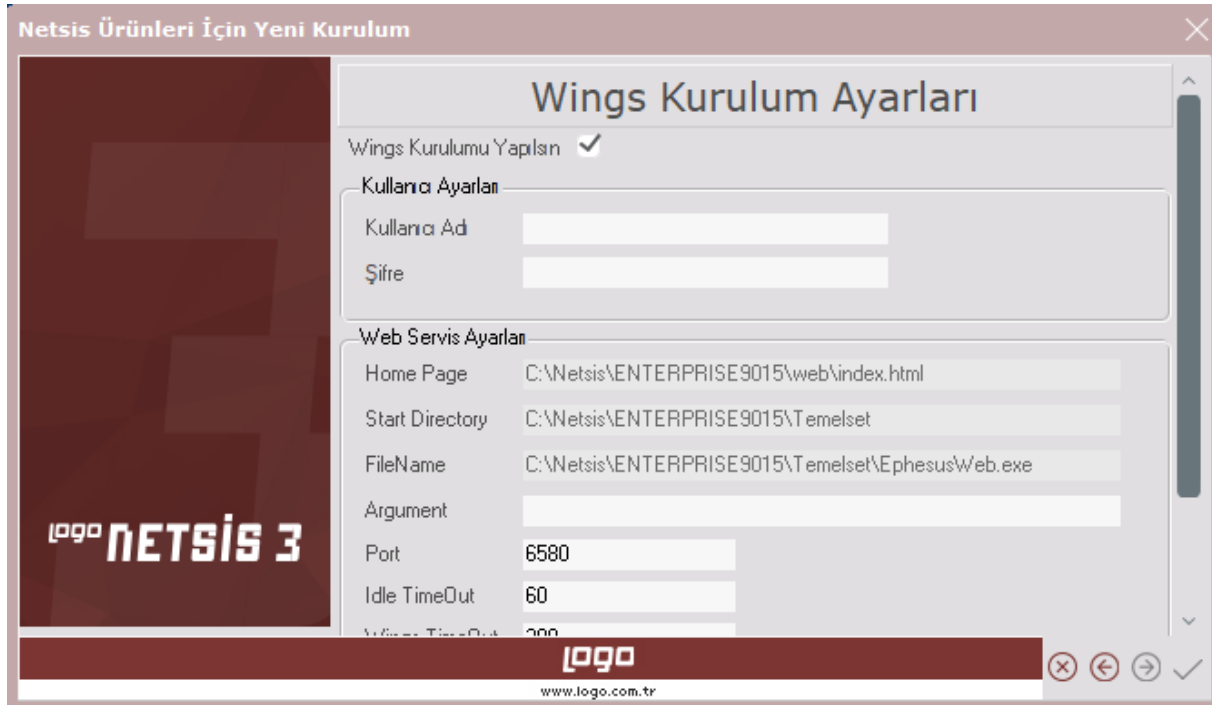 Netsis Ürünleri İçin Yeni Kurulum
Wings Kurulum Ayarları
Wings Kurulumu Yapılsın
Kullanıcı Ayarları
Kullanıcı Adı
Şifre
Web Servis Ayarları
Home Page C:\Netsis\ENTERPRISE9015\web\index.html
Start Directory C:\Netsis\ENTERPRISE9015\Temelset
FileName C:\Netsis\ENTERPRISE9015\Temelset\EphesusWeb.exe
Argument
Port 6580
Idle TimeOut 60
Wings TimeOut
LOGO NETSİS 3
LOGO
www.logo.com.tr